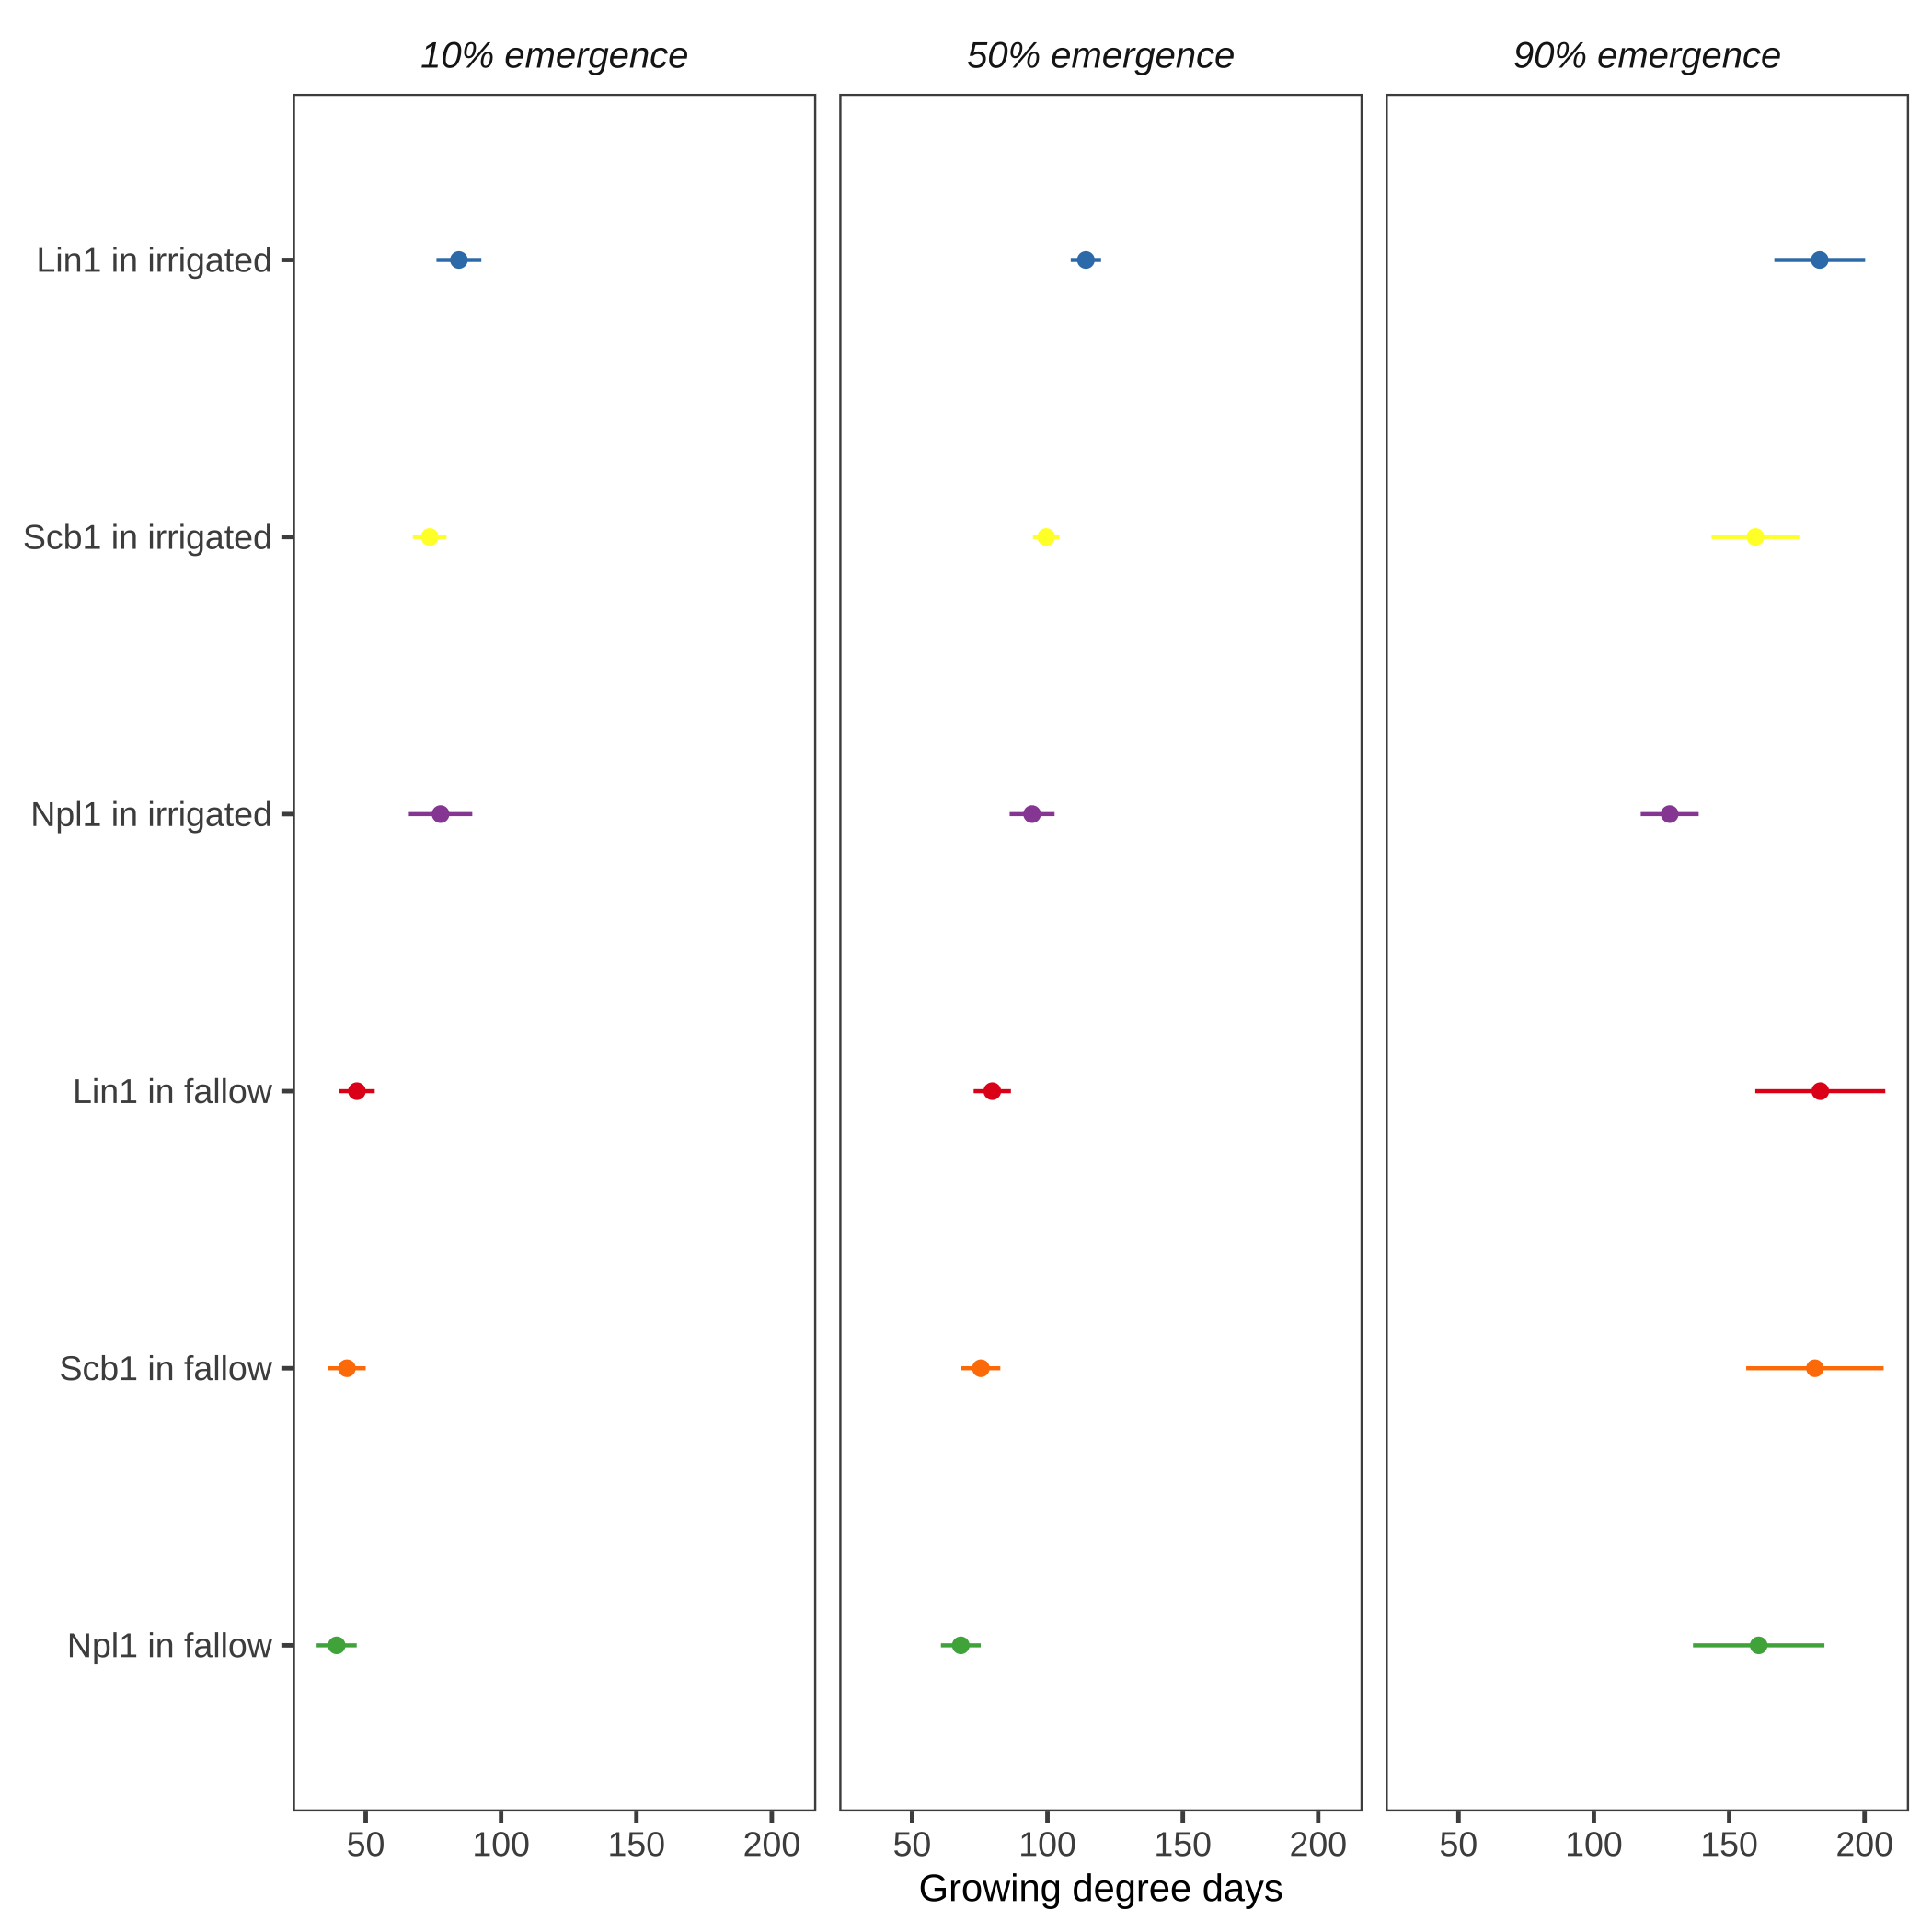 10% emergence 50% emergence 90% emergence
Lin1 in irrigated
Scb1 in irrigated
Npl1 in irrigated
Lin1 in fallow
Scb1 in fallow
Npl1 in fallow
50 100 150 200 50 100 150 200 50 100 150 200
Growing degree days